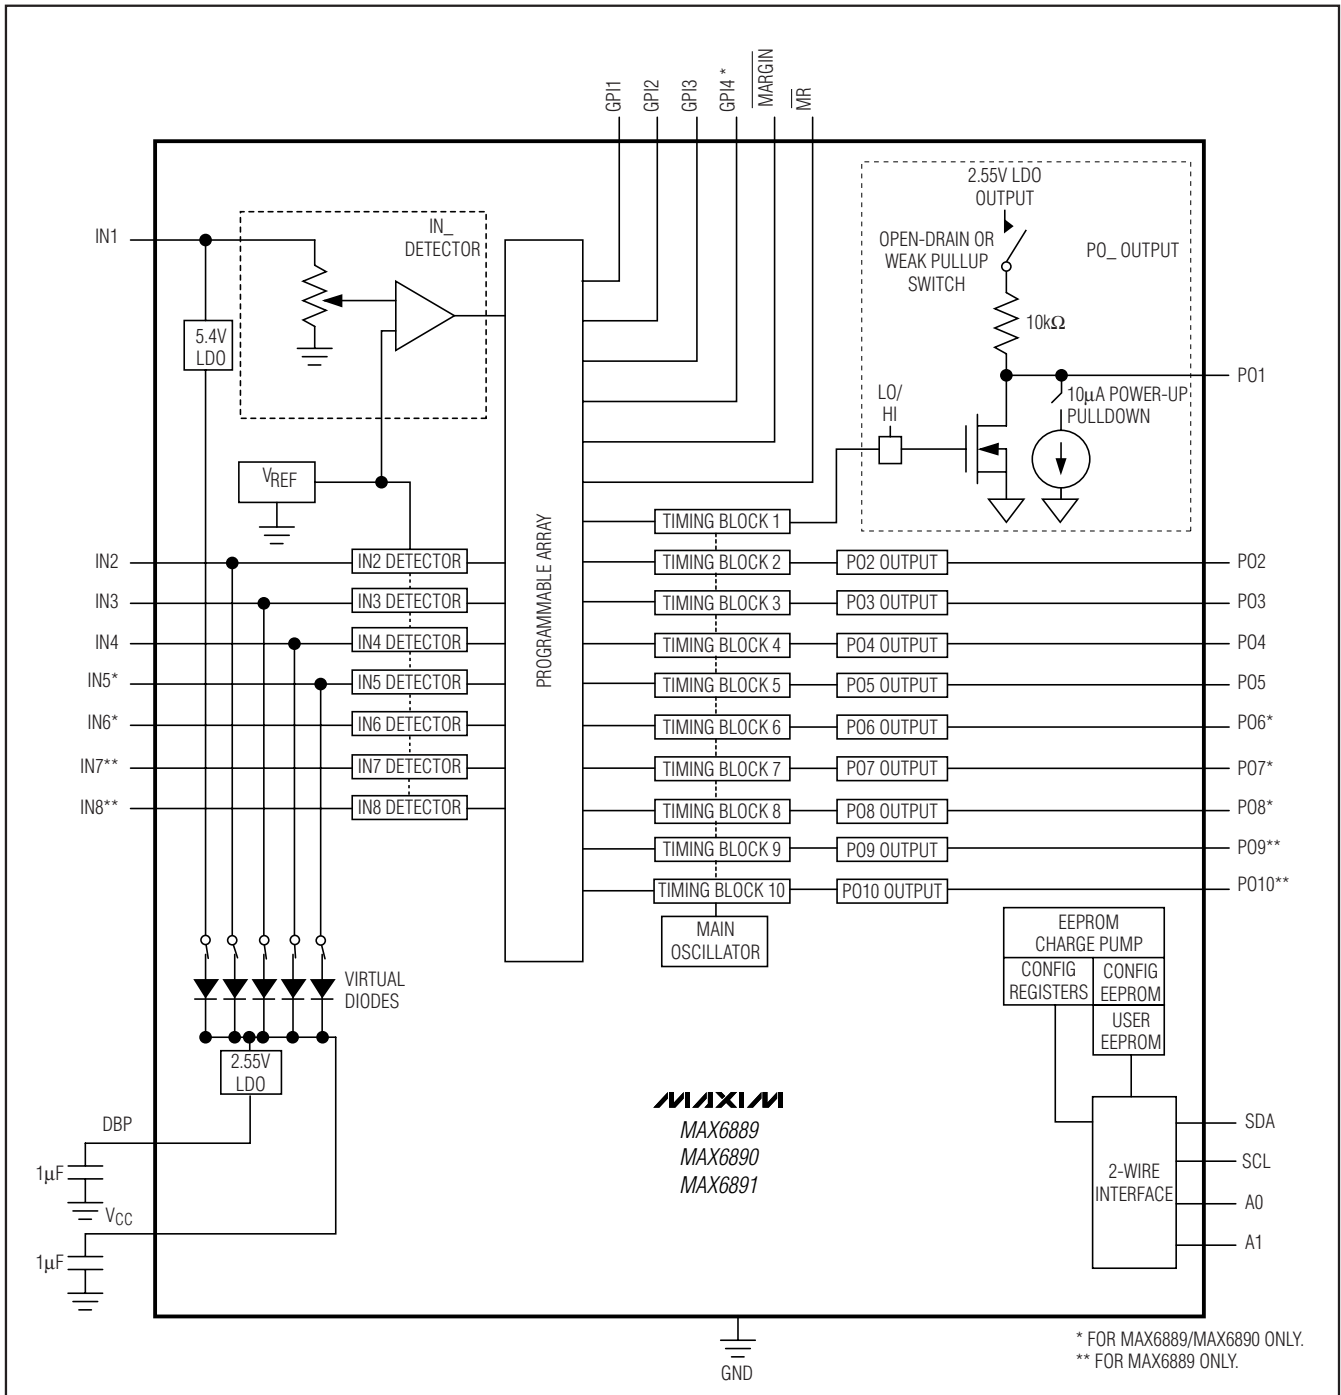 GPI1
GPI2
GPI3
GPI4 *
MARGIN
MR
2.55V LDO
OUTPUT
OPEN-DRAIN OR
WEAK PULLUP
SWITCH
PO_ OUTPUT
10kΩ
PO1
10µA POWER-UP
PULLDOWN
LO/
HI
IN1
IN_
DETECTOR
5.4V
LDO
VREF
PROGRAMMABLE ARRAY
TIMING BLOCK 1
IN2
IN2 DETECTOR
TIMING BLOCK 2
PO2 OUTPUT
PO2
IN3
IN3 DETECTOR
TIMING BLOCK 3
PO3 OUTPUT
PO3
IN4
IN4 DETECTOR
TIMING BLOCK 4
PO4 OUTPUT
PO4
IN5*
IN5 DETECTOR
TIMING BLOCK 5
PO5 OUTPUT
PO5
IN6*
IN6 DETECTOR
TIMING BLOCK 6
PO6 OUTPUT
PO6*
IN7**
IN7 DETECTOR
TIMING BLOCK 7
PO7 OUTPUT
PO7*
IN8**
IN8 DETECTOR
TIMING BLOCK 8
PO8 OUTPUT
PO8*
TIMING BLOCK 9
PO9 OUTPUT
PO9**
TIMING BLOCK 10
PO10 OUTPUT
PO10**
MAIN
OSCILLATOR
EEPROM
CHARGE PUMP
CONFIG
REGISTERS
CONFIG
EEPROM
USER
EEPROM
VIRTUAL
DIODES
2.55V
LDO
DBP
1µF
VCC
1µF
MAXIM
MAX6889
MAX6890
MAX6891
2-WIRE
INTERFACE
SDA
SCL
A0
A1
GND
* FOR MAX6889/MAX6890 ONLY.
** FOR MAX6889 ONLY.